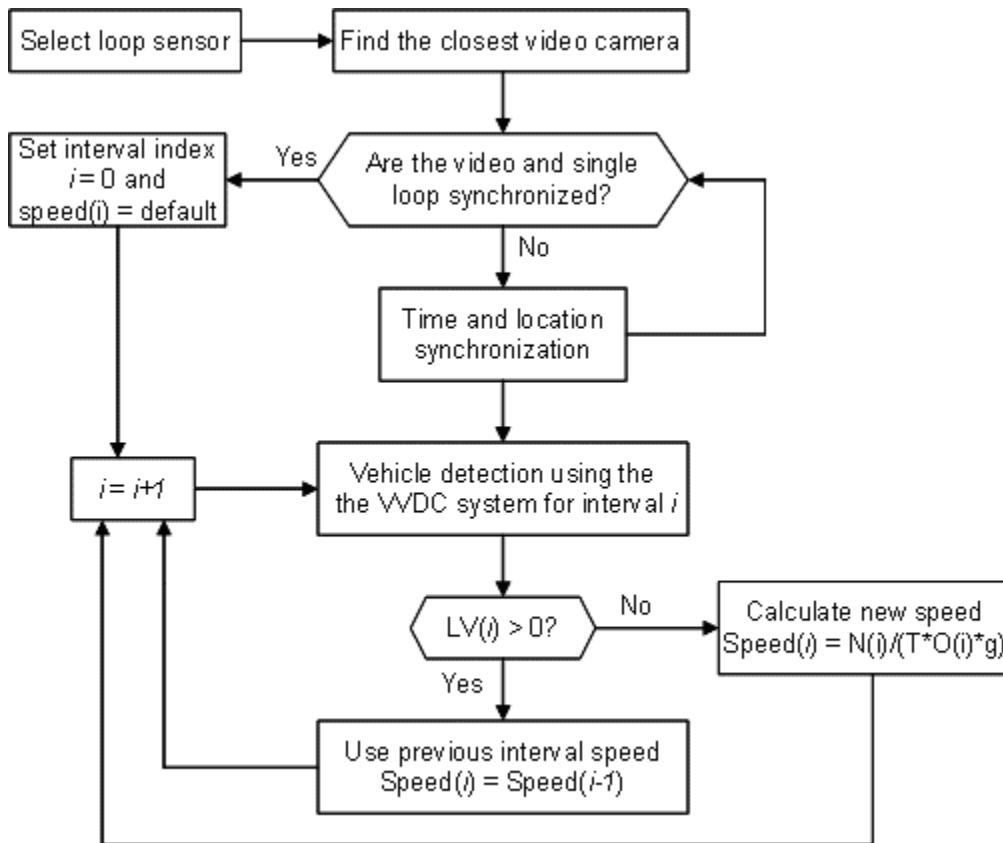 Select loop sensor
Find the closest video camera
Set interval index
i = 0 and
speed(i) = default
Yes
Are the video and single
loop synchronized?
No
Time and location
synchronization
i = i+1
Vehicle detection using the
the VVDC system for interval i
LV(i) > 0?
No
Calculate new speed
Speed(i) = N(i)/(T*O(i)*g)
Yes
Use previous interval speed
Speed(i) = Speed(i-1)